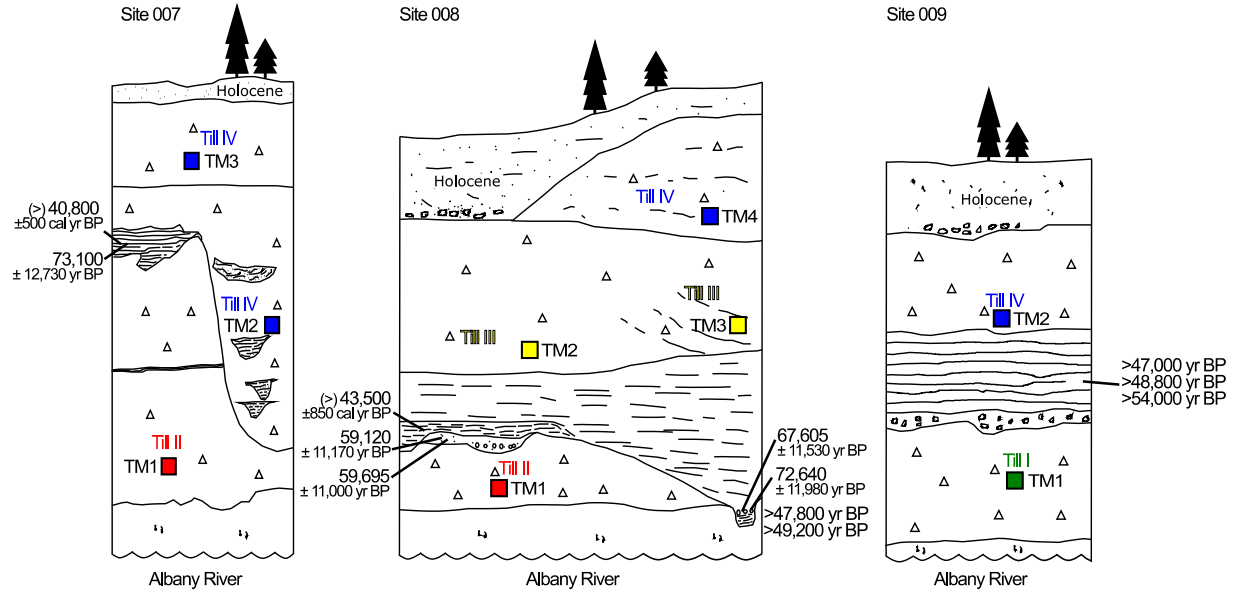 Site 007
Site 008
Site 009
Holocene
Till IV
TM3
(>) 40,800
±500 cal yr BP
73,100
± 12,730 yr BP
Till IV
TM2
Till II
TM1
Albany River
Holocene
Till IV
TM4
Till III
TM3
Till III
TM2
(>) 43,500
±850 cal yr BP
59,120
± 11,170 yr BP
59,695
± 11,000 yr BP
Till II
TM1
67,605
± 11,530 yr BP
72,640
± 11,980 yr BP
>47,800 yr BP
>49,200 yr BP
Albany River
Holocene
Till IV
TM2
>47,000 yr BP
>48,800 yr BP
>54,000 yr BP
Till I
TM1
Albany River